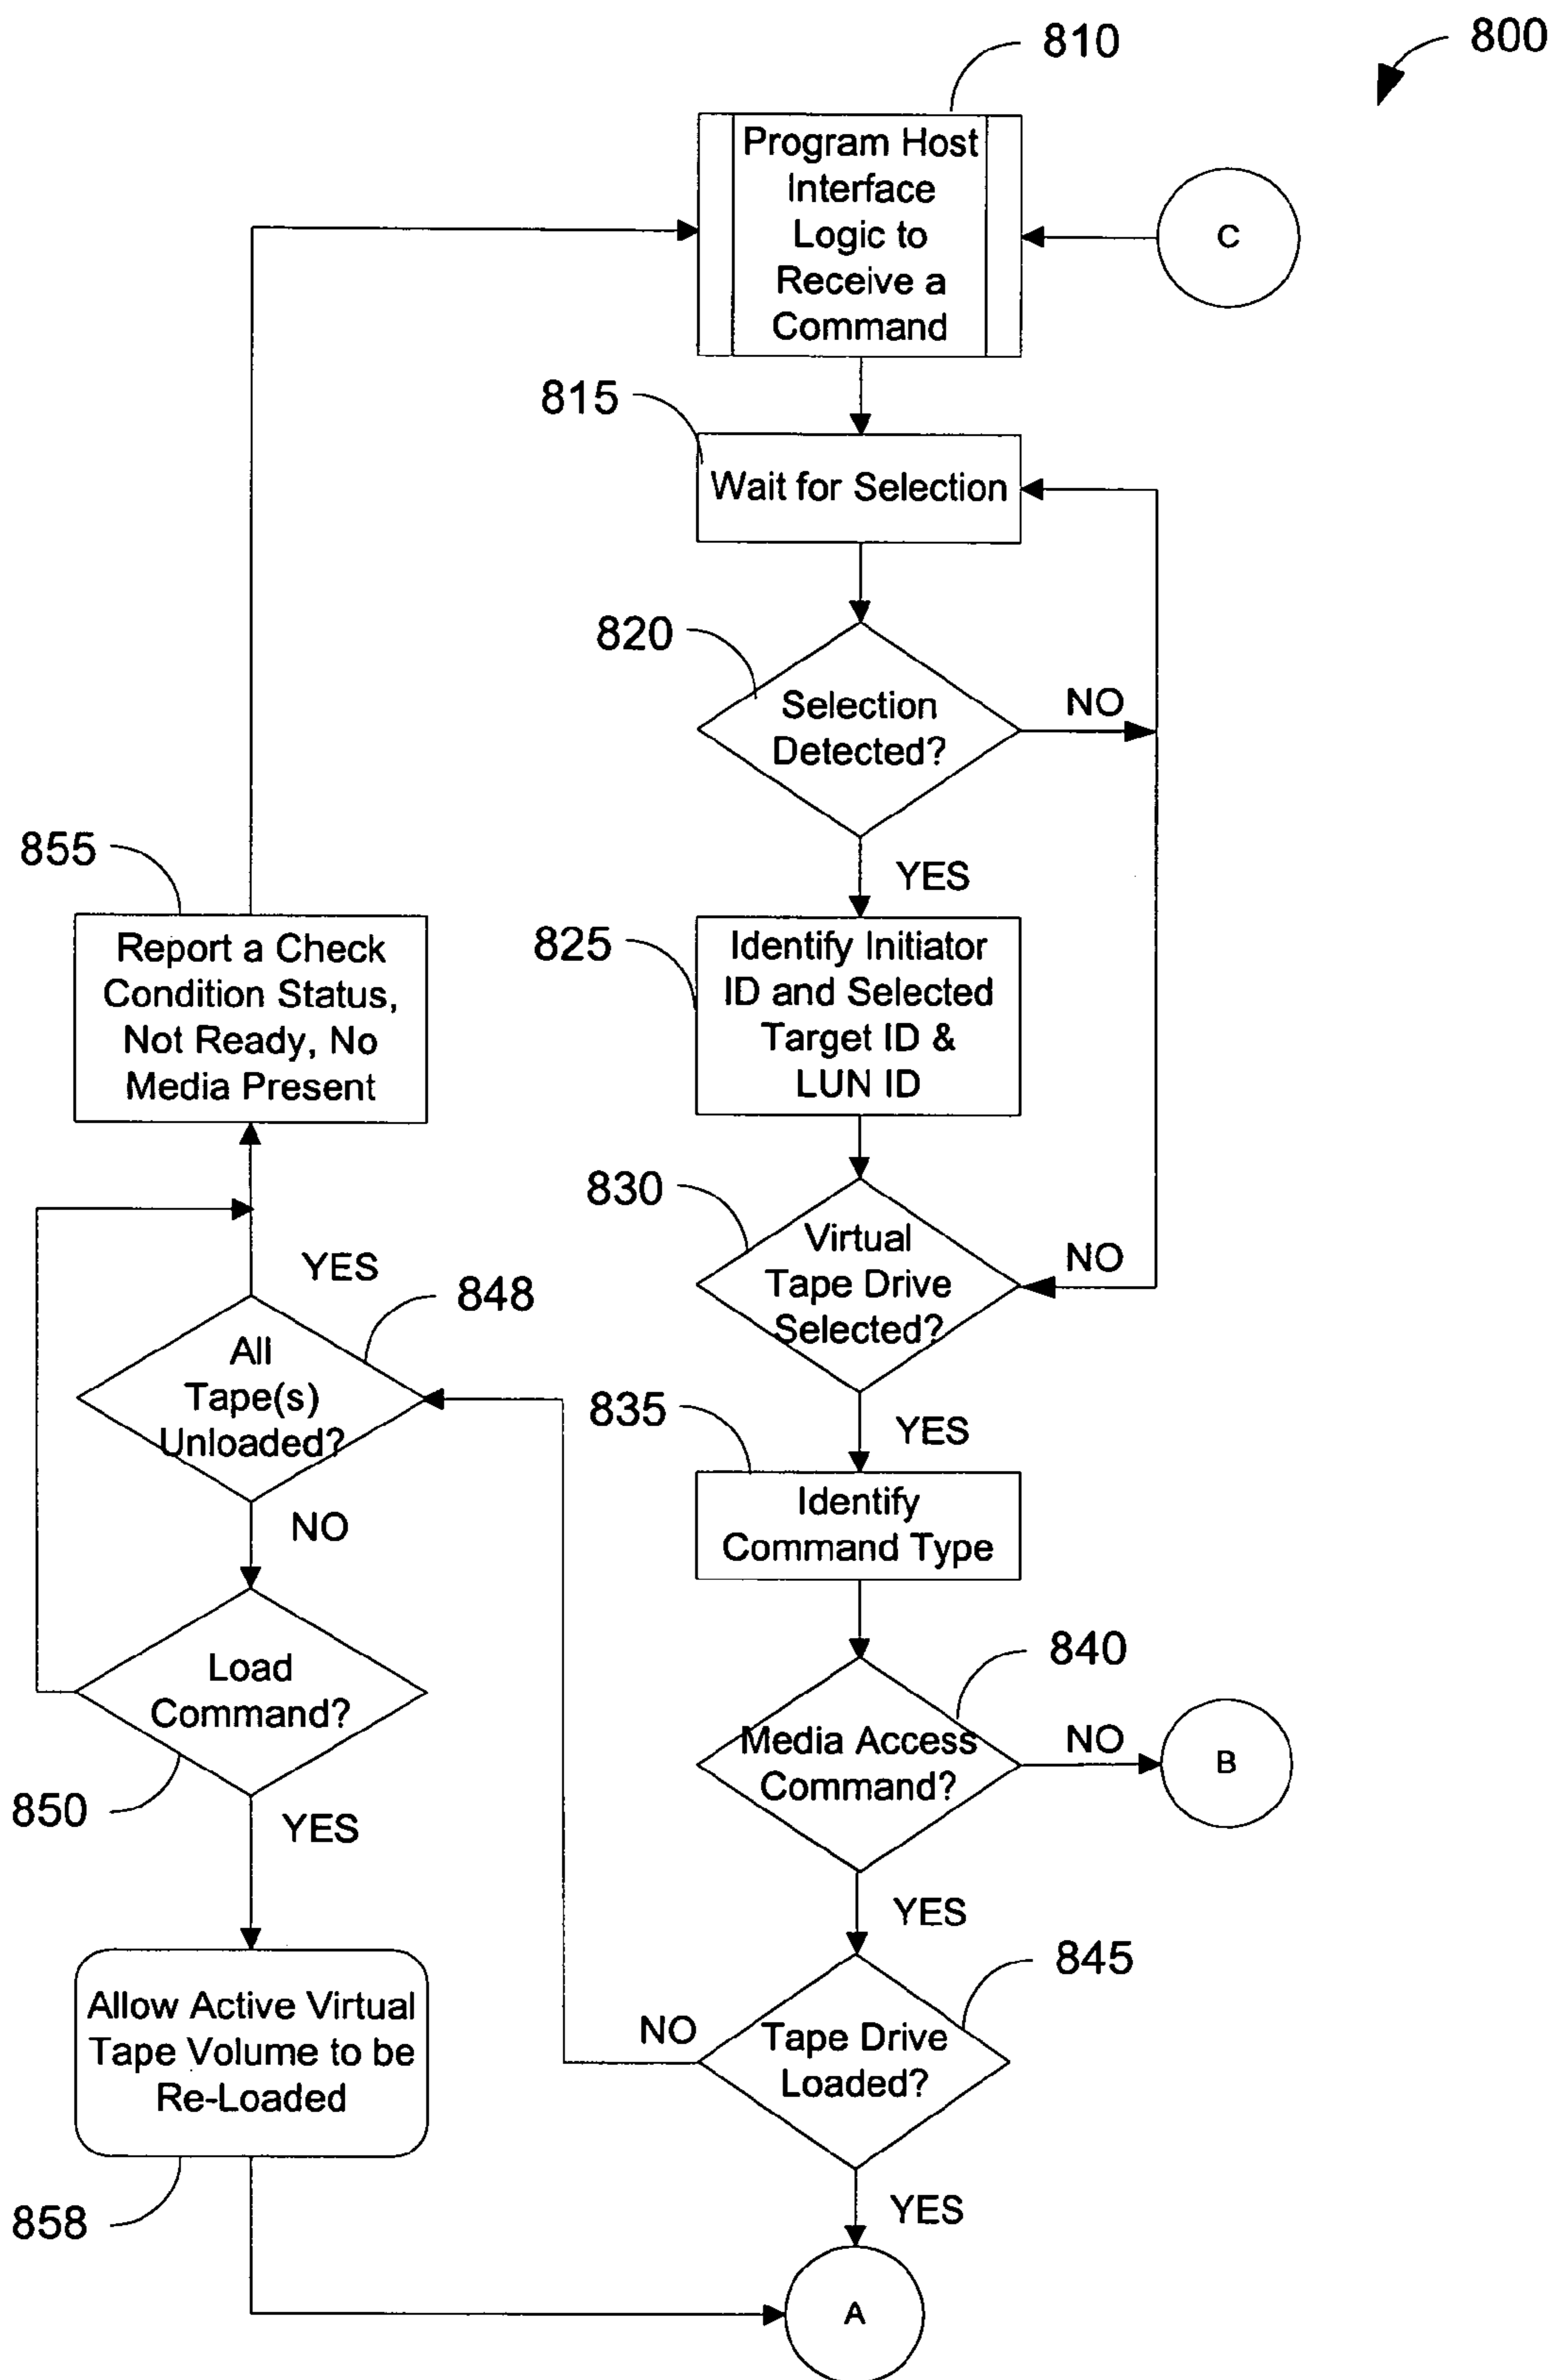 800
810
Program Host
Interface
Logic to
Receive a
Command
C
815
Wait for Selection
820
Selection
Detected?
NO
YES
855
Report a Check
Condition Status,
Not Ready, No
Media Present
825
Identify Initiator
ID and Selected
Target ID &
LUN ID
830
Virtual
Tape Drive
Selected?
NO
YES
YES
848
All
Tape(s)
Unloaded?
NO
835
Identify
Command Type
840
Media Access
Command?
NO
B
YES
Load
Command?
850
YES
845
Tape Drive
Loaded?
NO
YES
Allow Active Virtual
Tape Volume to be
Re-Loaded
858
A